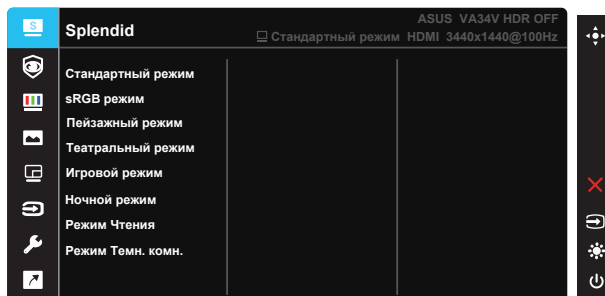 S
Splendid
ASUS VA34V HDR OFF
Стандартный режим HDMI 3440x1440@100Hz
Стандартный режим
sRGB режим
Пейзажный режим
Театральный режим
Игровой режим
Ночной режим
Режим Чтения
Режим Темн. комн.